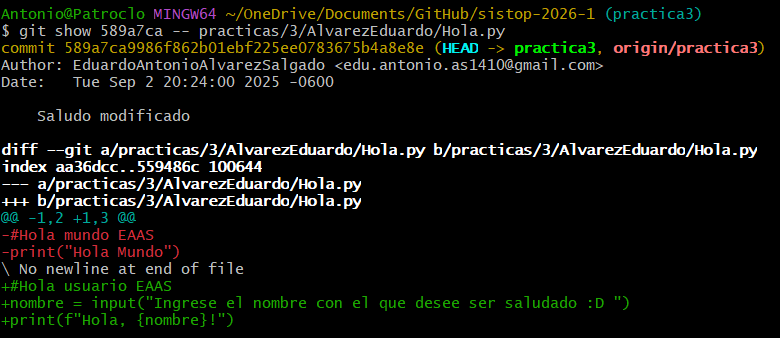 Antonio@Patroclo MINGW64 ~/OneDrive/Documents/GitHub/sistop-2026-1 (practica3)
$ git show 589a7ca -- practicas/3/AlvarezEduardo/Hola.py
commit 589a7ca9986f862b01ebf225ee0783675b4a8e8e (HEAD -> practica3, origin/practica3)
Author: EduardoAntonioAlvarezSalgado <edu.antonio.as1410@gmail.com>
Date:   Tue Sep 2 20:24:00 2025 -0600
    Saludo modificado
diff --git a/practicas/3/AlvarezEduardo/Hola.py b/practicas/3/AlvarezEduardo/Hola.py
index aa36dcc..559486c 100644
--- a/practicas/3/AlvarezEduardo/Hola.py
+++ b/practicas/3/AlvarezEduardo/Hola.py
@@ -1,2 +1,3 @@
-#Hola mundo EAAS
-print("Hola Mundo")
\ No newline at end of file
+#Hola usuario EAAS
+nombre = input("Ingrese el nombre con el que desee ser saludado :D ")
+print(f"Hola, {nombre}!")